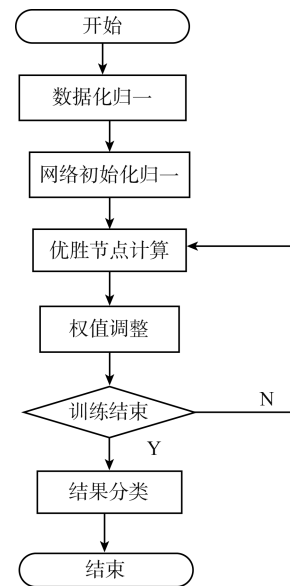 开始
数据化归一
网络初始化归一
优胜节点计算
权值调整
训练结束
N
Y
结果分类
结束